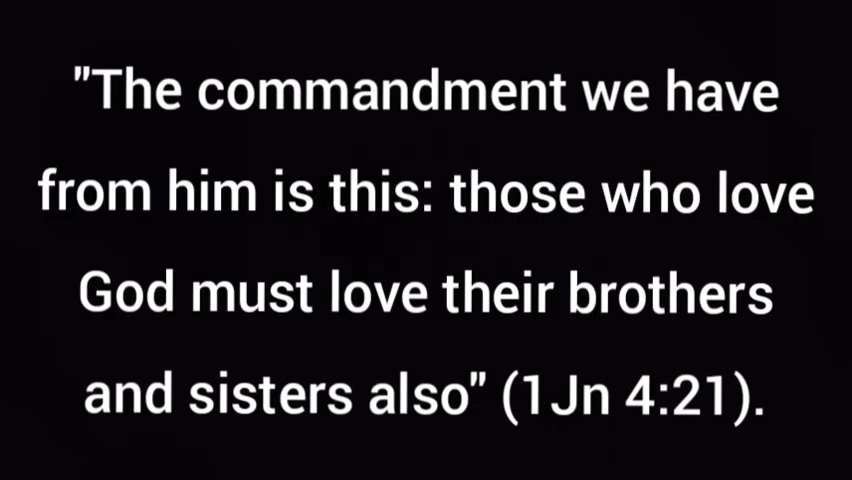 "The commandment we have
from him is this: those who love
God must love their brothers
and sisters also" (1Jn 4:21).